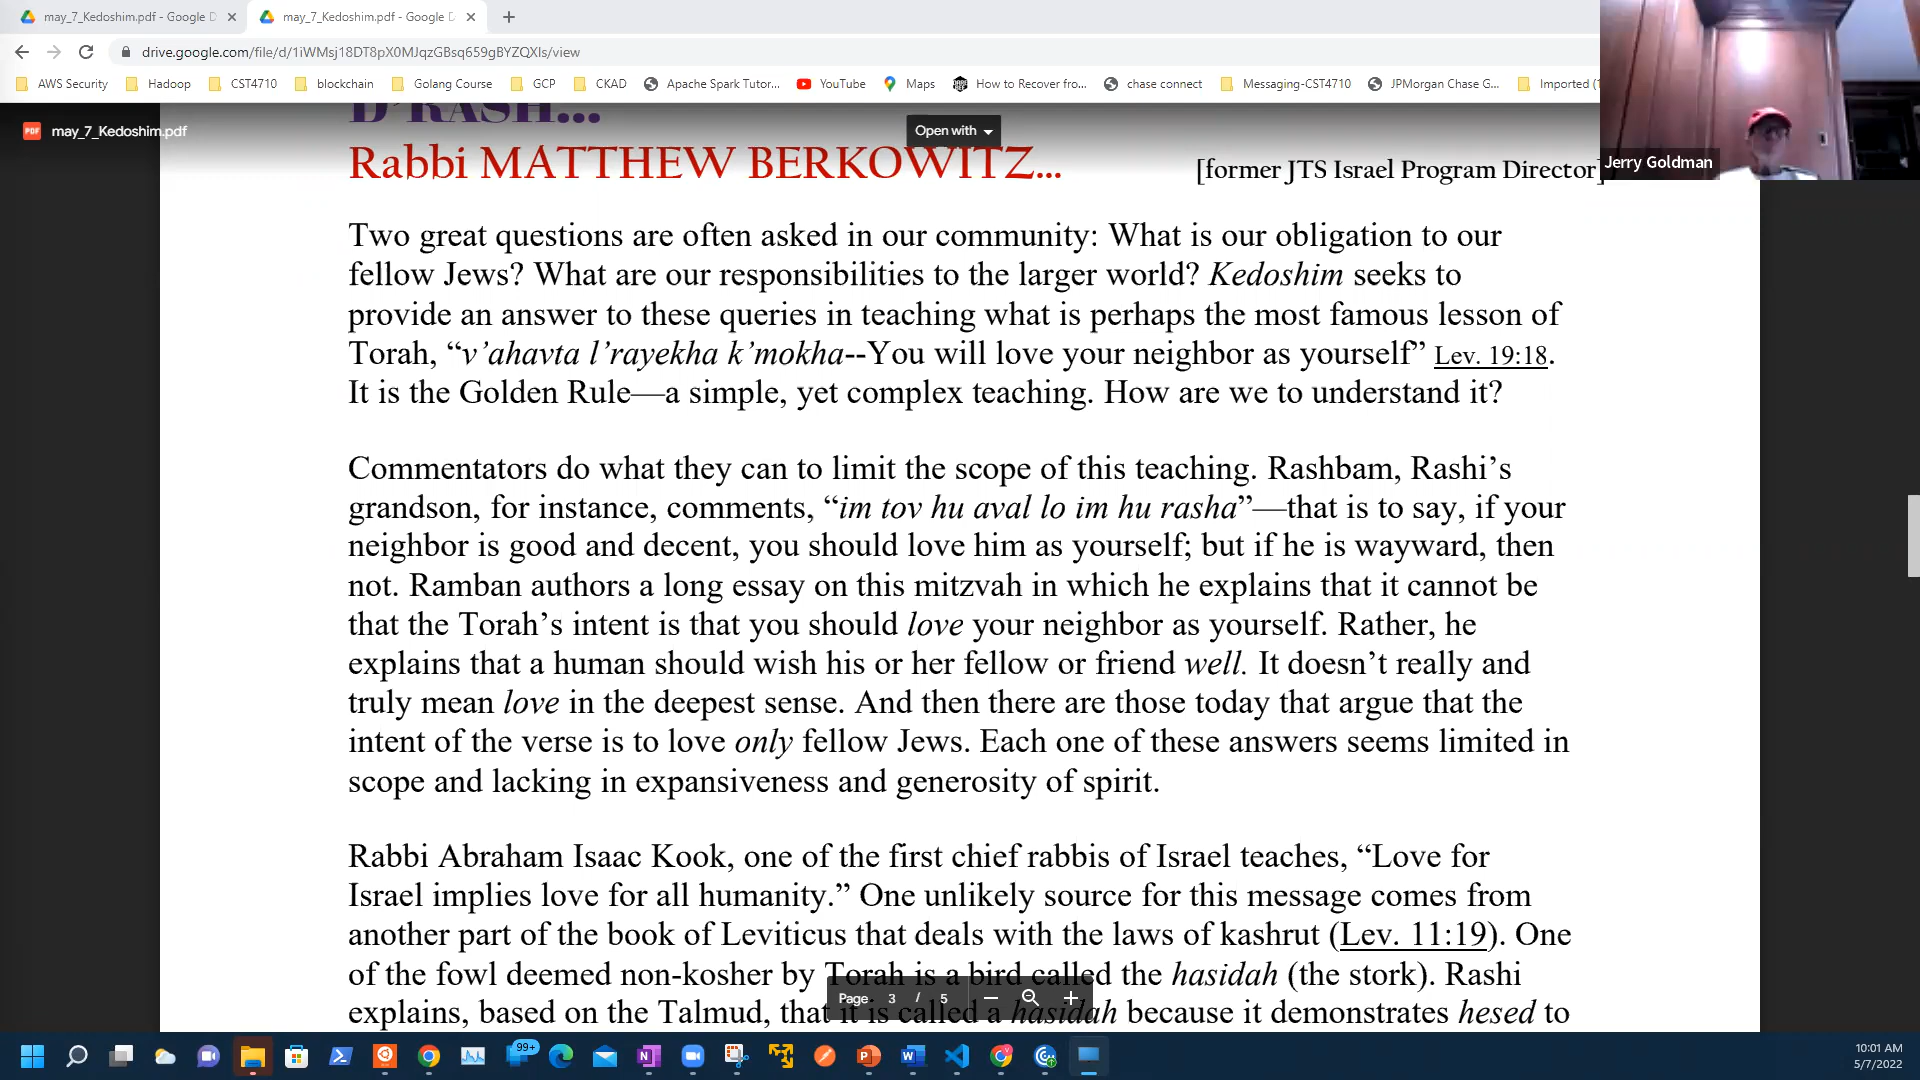 may_7_Kedoshim.pdf - Google D
may_7_Kedoshim.pdf - Google D
drive.google.com/file/d/1iWMsj18DT8pX0MJqzGBsq659gBYZQXls/view
AWS Security Hadoop CST4710 blockchain Golang Course GCP CKAD Apache Spark Tutor... YouTube Maps How to Recover fro... chase connect Messaging-CST4710 JPMorgan Chase G... Imported (1
D'RASH...
PDF may_7_Kedoshim.pdf
Open with
Rabbi MATTHEW BERKOWITZ... [former JTS Israel Program Director]
Jerry Goldman
Two great questions are often asked in our community: What is our obligation to our
fellow Jews? What are our responsibilities to the larger world? Kedoshim seeks to
provide an answer to these queries in teaching what is perhaps the most famous lesson of
Torah, “v’ahavta l’rayekha k’mokha--You will love your neighbor as yourself” Lev. 19:18.
It is the Golden Rule—a simple, yet complex teaching. How are we to understand it?
Commentators do what they can to limit the scope of this teaching. Rashbam, Rashi’s
grandson, for instance, comments, “im tov hu aval lo im hu rasha”—that is to say, if your
neighbor is good and decent, you should love him as yourself; but if he is wayward, then
not. Ramban authors a long essay on this mitzvah in which he explains that it cannot be
that the Torah’s intent is that you should love your neighbor as yourself. Rather, he
explains that a human should wish his or her fellow or friend well. It doesn’t really and
truly mean love in the deepest sense. And then there are those today that argue that the
intent of the verse is to love only fellow Jews. Each one of these answers seems limited in
scope and lacking in expansiveness and generosity of spirit.
Rabbi Abraham Isaac Kook, one of the first chief rabbis of Israel teaches, “Love for
Israel implies love for all humanity.” One unlikely source for this message comes from
another part of the book of Leviticus that deals with the laws of kashrut (Lev. 11:19). One
of the fowl deemed non-kosher by Torah is a bird called the hasidah (the stork). Rashi
explains, based on the Talmud, that it is called a hasidah because it demonstrates hesed to
Page 3 / 5
99+
10:01 AM
5/7/2022